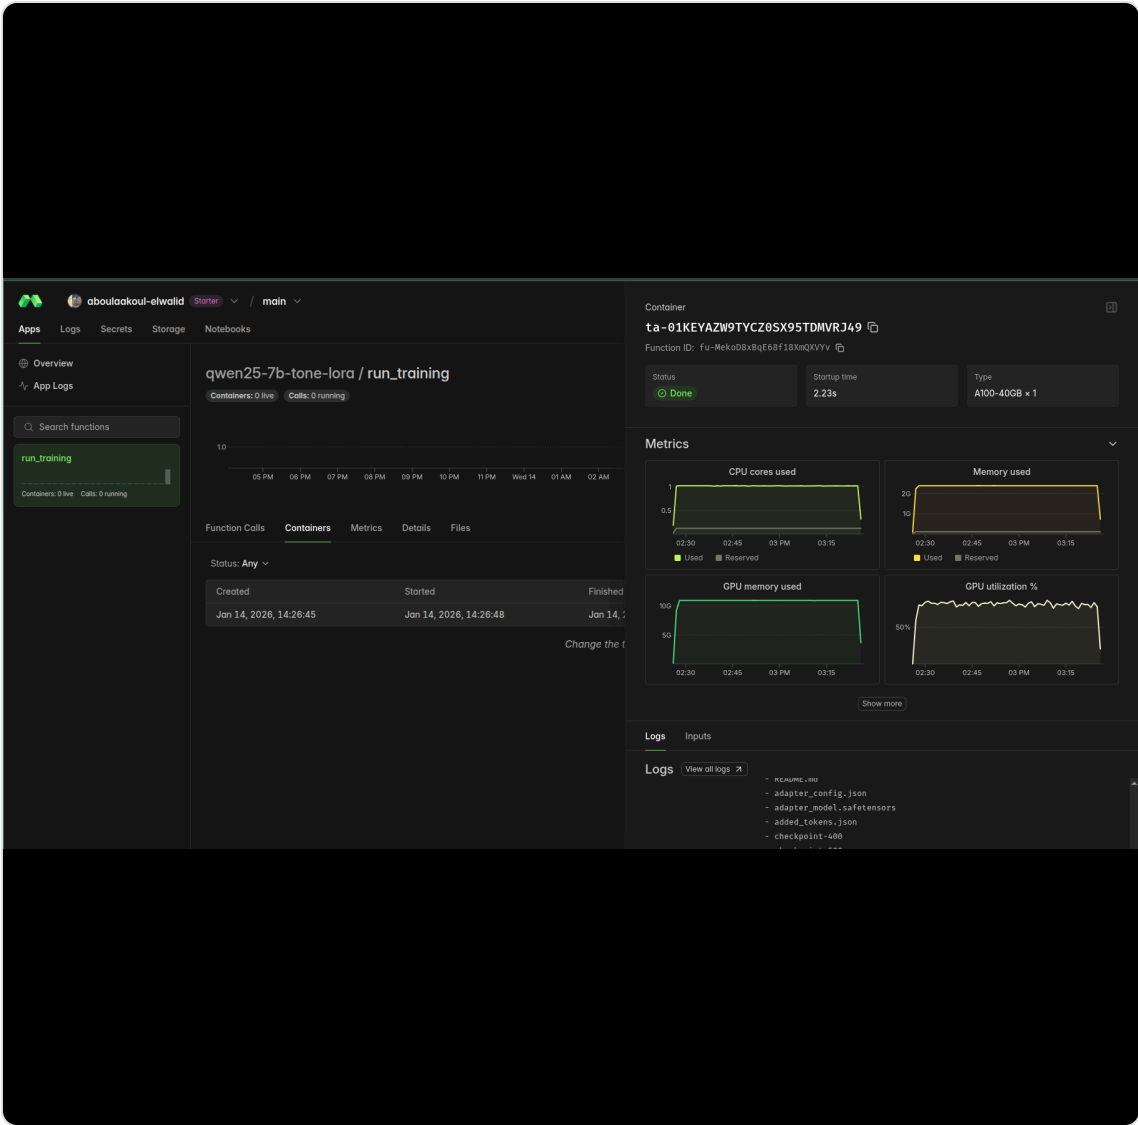 aboulaakoul-elwalid Starter / main
Apps Logs Secrets Storage Notebooks
Overview
App Logs
Search functions
run_training
Containers: 0 live Calls: 0 running
qwen25-7b-tone-lora / run_training
Containers: 0 live Calls: 0 running
1.0
05 PM 06 PM 07 PM 08 PM 09 PM 10 PM 11 PM Wed 14 01 AM 02 AM
Function Calls Containers Metrics Details Files
Status: Any
Created Started Finished
Jan 14, 2026, 14:26:45 Jan 14, 2026, 14:26:48 Jan 14, 2
Change the t
Container
ta-01KEYAZW9TYCZ0SX95TDMVRJ49
Function ID: fu-MekoD8xBqE68f18XmQXVYv
Status
Done
Startup time
2.23s
Type
A100-40GB × 1
Metrics
CPU cores used
1
0.5
02:30 02:45 03 PM 03:15
Used Reserved
Memory used
2G
1G
02:30 02:45 03 PM 03:15
Used Reserved
GPU memory used
10G
5G
02:30 02:45 03 PM 03:15
GPU utilization %
50%
02:30 02:45 03 PM 03:15
Show more
Logs Inputs
Logs View all logs
- README.md
- adapter_config.json
- adapter_model.safetensors
- added_tokens.json
- checkpoint-400